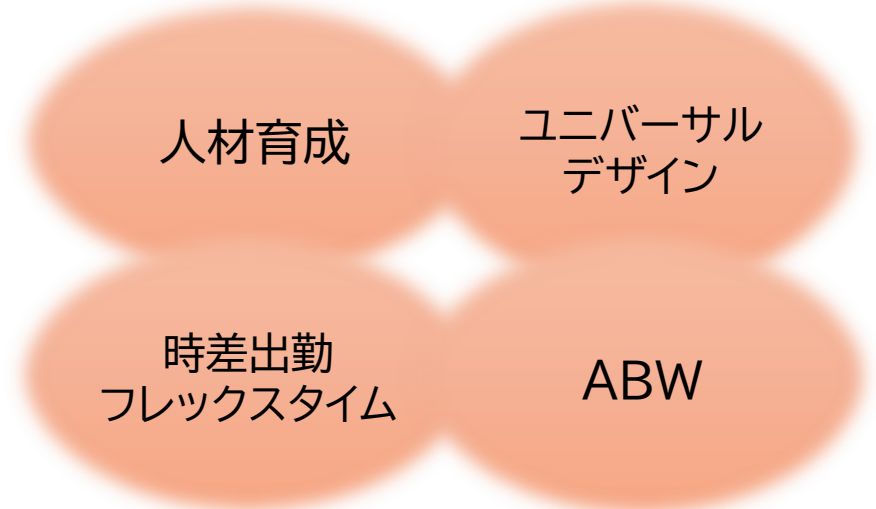 人材育成
ユニバーサル
デザイン
時差出勤
フレックスタイム
ABW